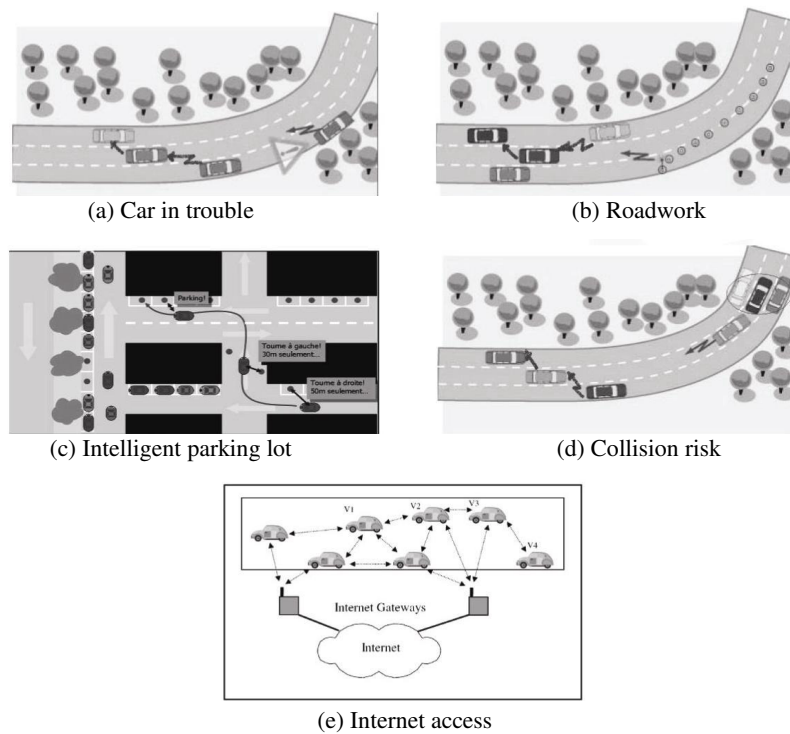 (a) Car in trouble
(b) Roadwork
Parking!
Tourne à gauche!
30m seulement...
Tourne à droite!
50m seulement...
(c) Intelligent parking lot
(d) Collision risk
V1
V2
V3
V4
Internet Gateways
Internet
(e) Internet access